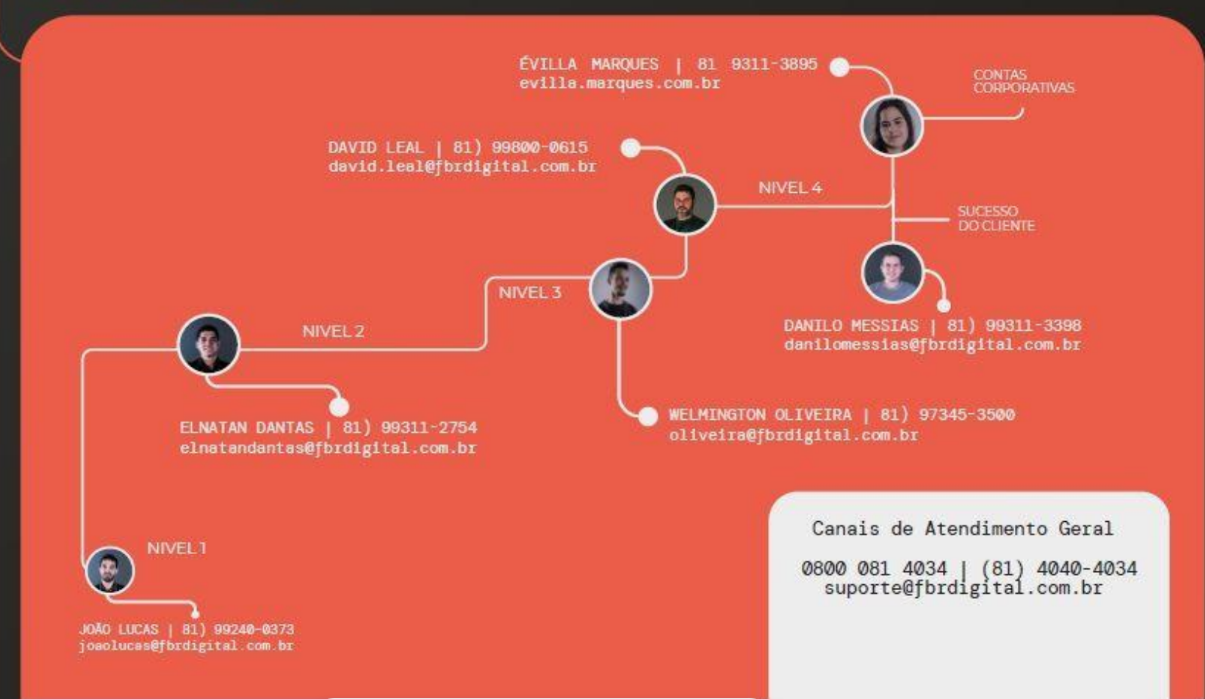 ÉVILLA MARQUES | 81 9311-3895
evilla.marques.com.br
CONTAS
CORPORATIVAS
DAVID LEAL | 81) 99800-0615
david.leal@fbrdigital.com.br
NIVEL 4
SUCESSO
DO CLIENTE
NIVEL 3
NIVEL 2
DANILO MESSIAS | 81) 99311-3398
danilomessias@fbrdigital.com.br
WELMINGTON OLIVEIRA | 81) 97345-3500
oliveira@fbrdigital.com.br
ELNATAN DANTAS | 81) 99311-2754
elnatandantas@fbrdigital.com.br
NIVEL 1
JOÃO LUCAS | 81) 99240-0373
joaolucas@fbrdigital.com.br
Canais de Atendimento Geral
0800 081 4034 | (81) 4040-4034
suporte@fbrdigital.com.br